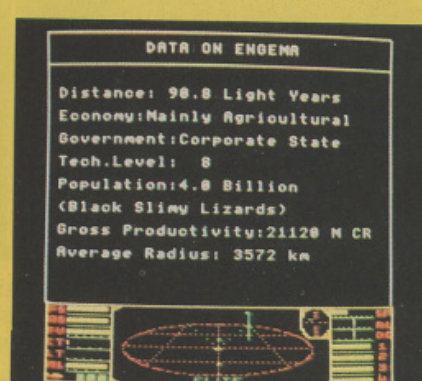 DATA ON ENGEMA
Distance: 90.8 Light Years
Economy:Mainly Agricultural
Government:Corporate State
Tech.Level: 8
Population:4.0 Billion
(Black Slimy Lizards)
Gross Productivity:21120 M CR
Average Radius: 3572 km
ELITE